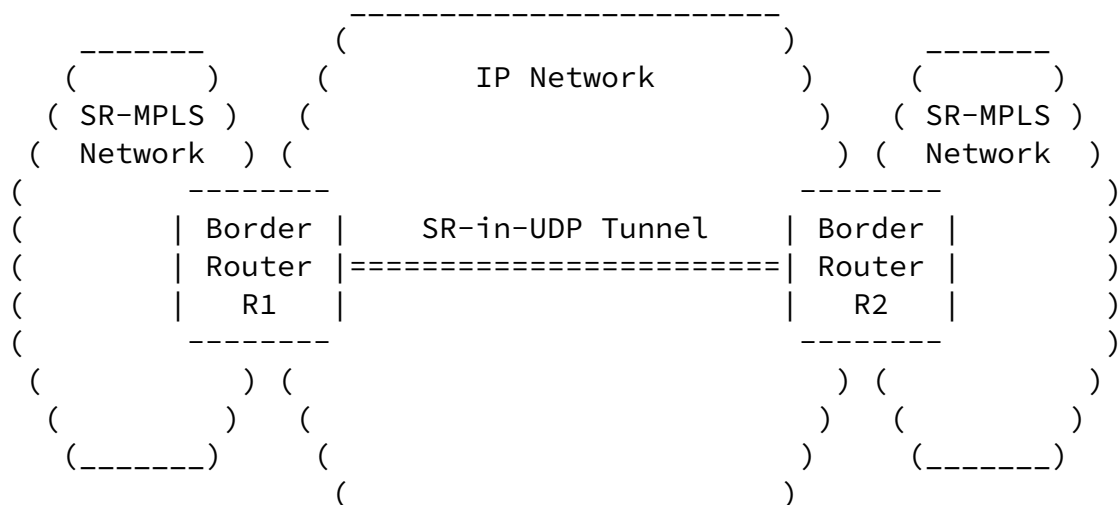 IP Network
SR-MPLS SR-MPLS
Network Network
Border SR-in-UDP Tunnel Border
Router Router
R1 R2